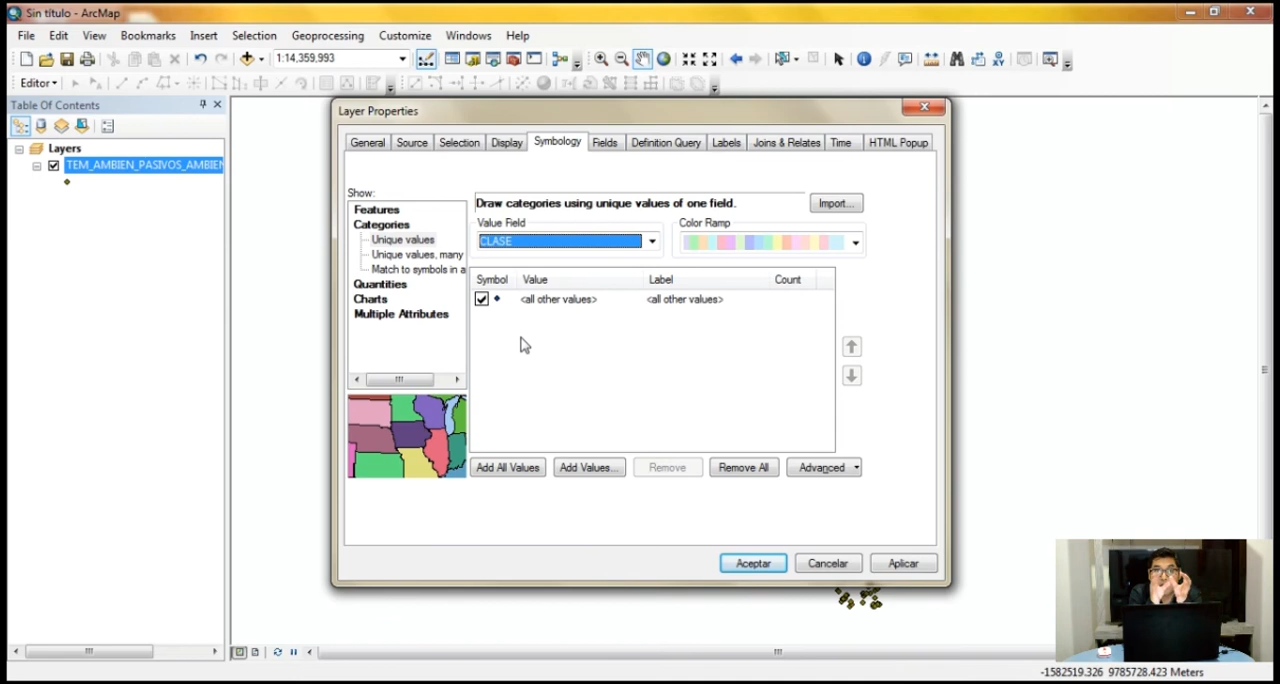 Sin título - ArcMap
File Edit View Bookmarks Insert Selection Geoprocessing Customize Windows Help
1:14,359,993
Editor
Table Of Contents
Layers
TEM_AMBIEN_PASIVOS_AMBIEN
Layer Properties
General Source Selection Display Symbology Fields Definition Query Labels Joins & Relates Time HTML Popup
Show:
Features
Categories
Unique values
Unique values, many
Match to symbols in a
Quantities
Charts
Multiple Attributes
Draw categories using unique values of one field.
Import...
Value Field
CLASE
Color Ramp
Symbol Value Label Count
<all other values> <all other values>
Add All Values Add Values... Remove Remove All Advanced
Aceptar Cancelar Aplicar
-1582519.326 9785728.423 Meters